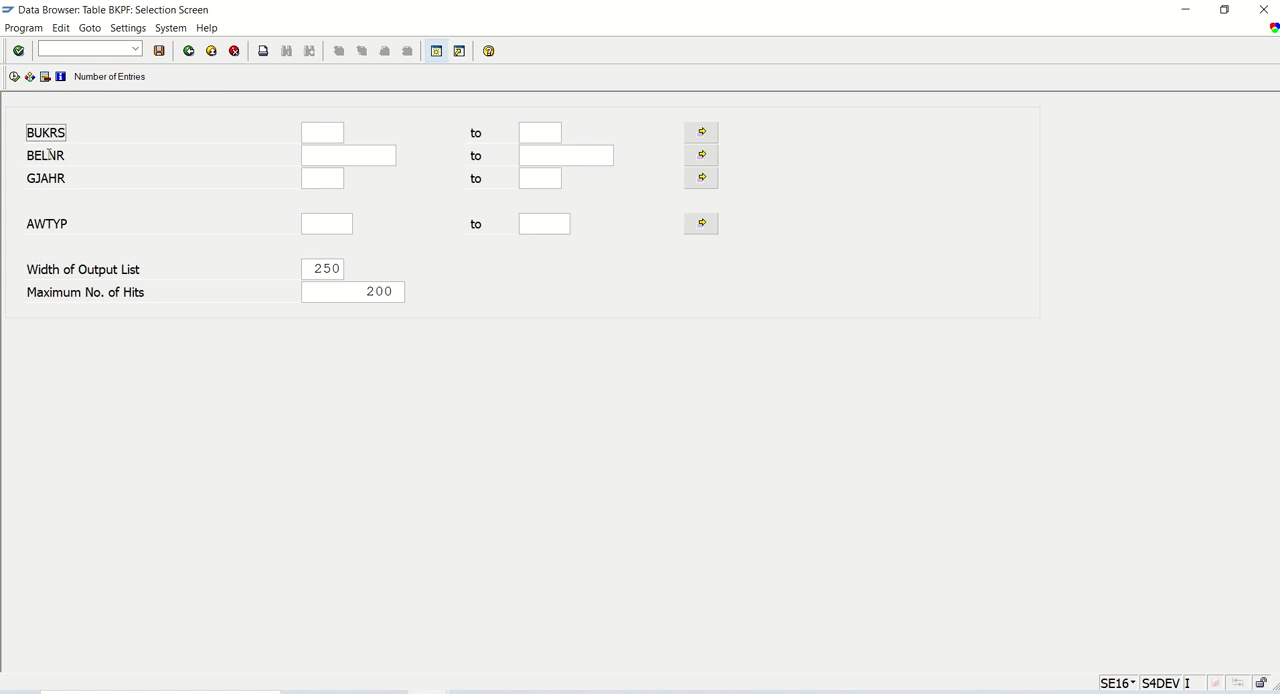 Data Browser: Table BKPF: Selection Screen
Program Edit Goto Settings System Help
Number of Entries
BUKRS to
BELNR to
GJAHR to
AWTYP to
Width of Output List 250
Maximum No. of Hits 200
SE16 S4DEV I